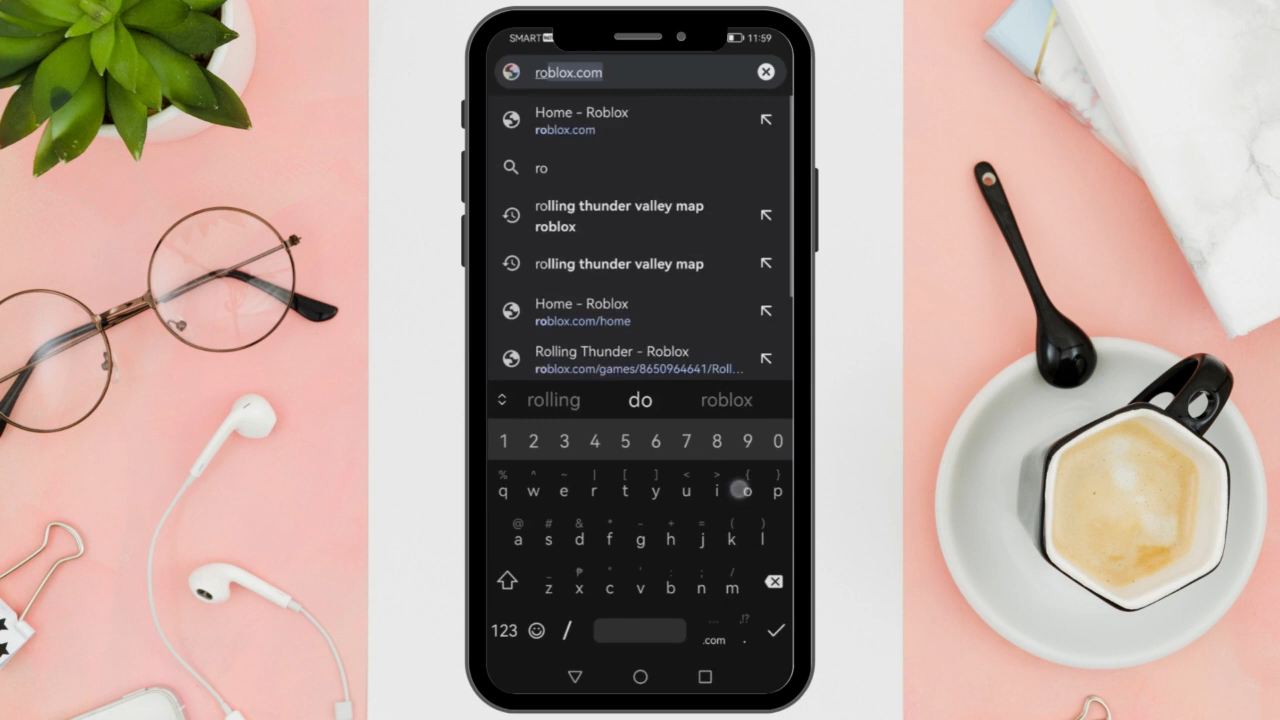 SMART 11:59
roblox.com
Home - Roblox
roblox.com
ro
rolling thunder valley map
roblox
rolling thunder valley map
Home - Roblox
roblox.com/home
Rolling Thunder - Roblox
roblox.com/games/8650964641/Roll...
rolling do roblox
1 2 3 4 5 6 7 8 9 0
% ^ ~ | [ ] < > { }
q w e r t y u i o p
@ # & * - + = ( )
a s d f g h j k l
_ ₱ " ' : ; /
z x c v b n m
123 / .com .